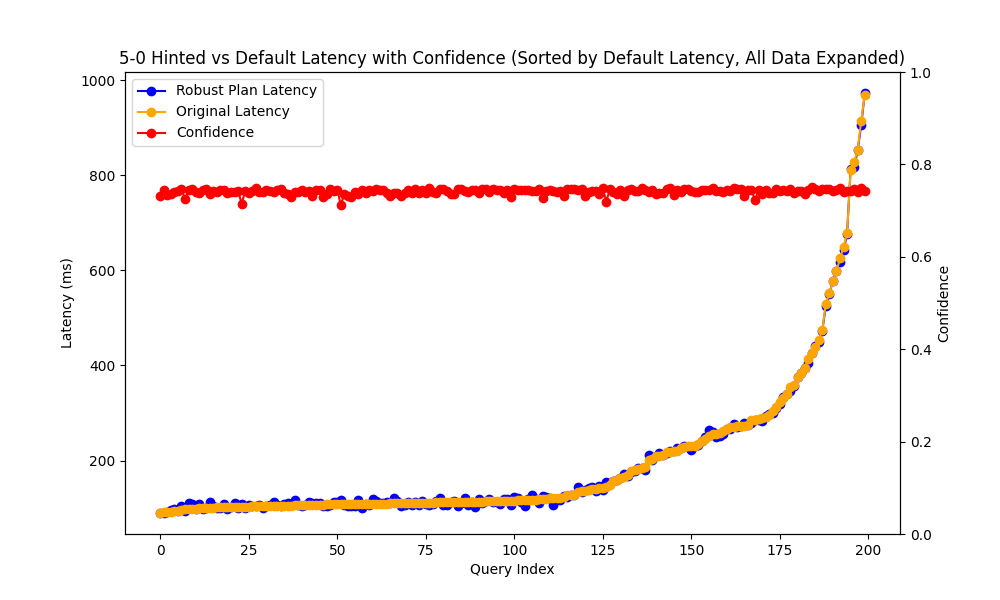 5-0 Hinted vs Default Latency with Confidence (Sorted by Default Latency, All Data Expanded)
Robust Plan Latency
Original Latency
Confidence
1000
800
600
400
200
Latency (ms)
1.0
0.8
0.6
0.4
0.2
0.0
Confidence
0 25 50 75 100 125 150 175 200
Query Index